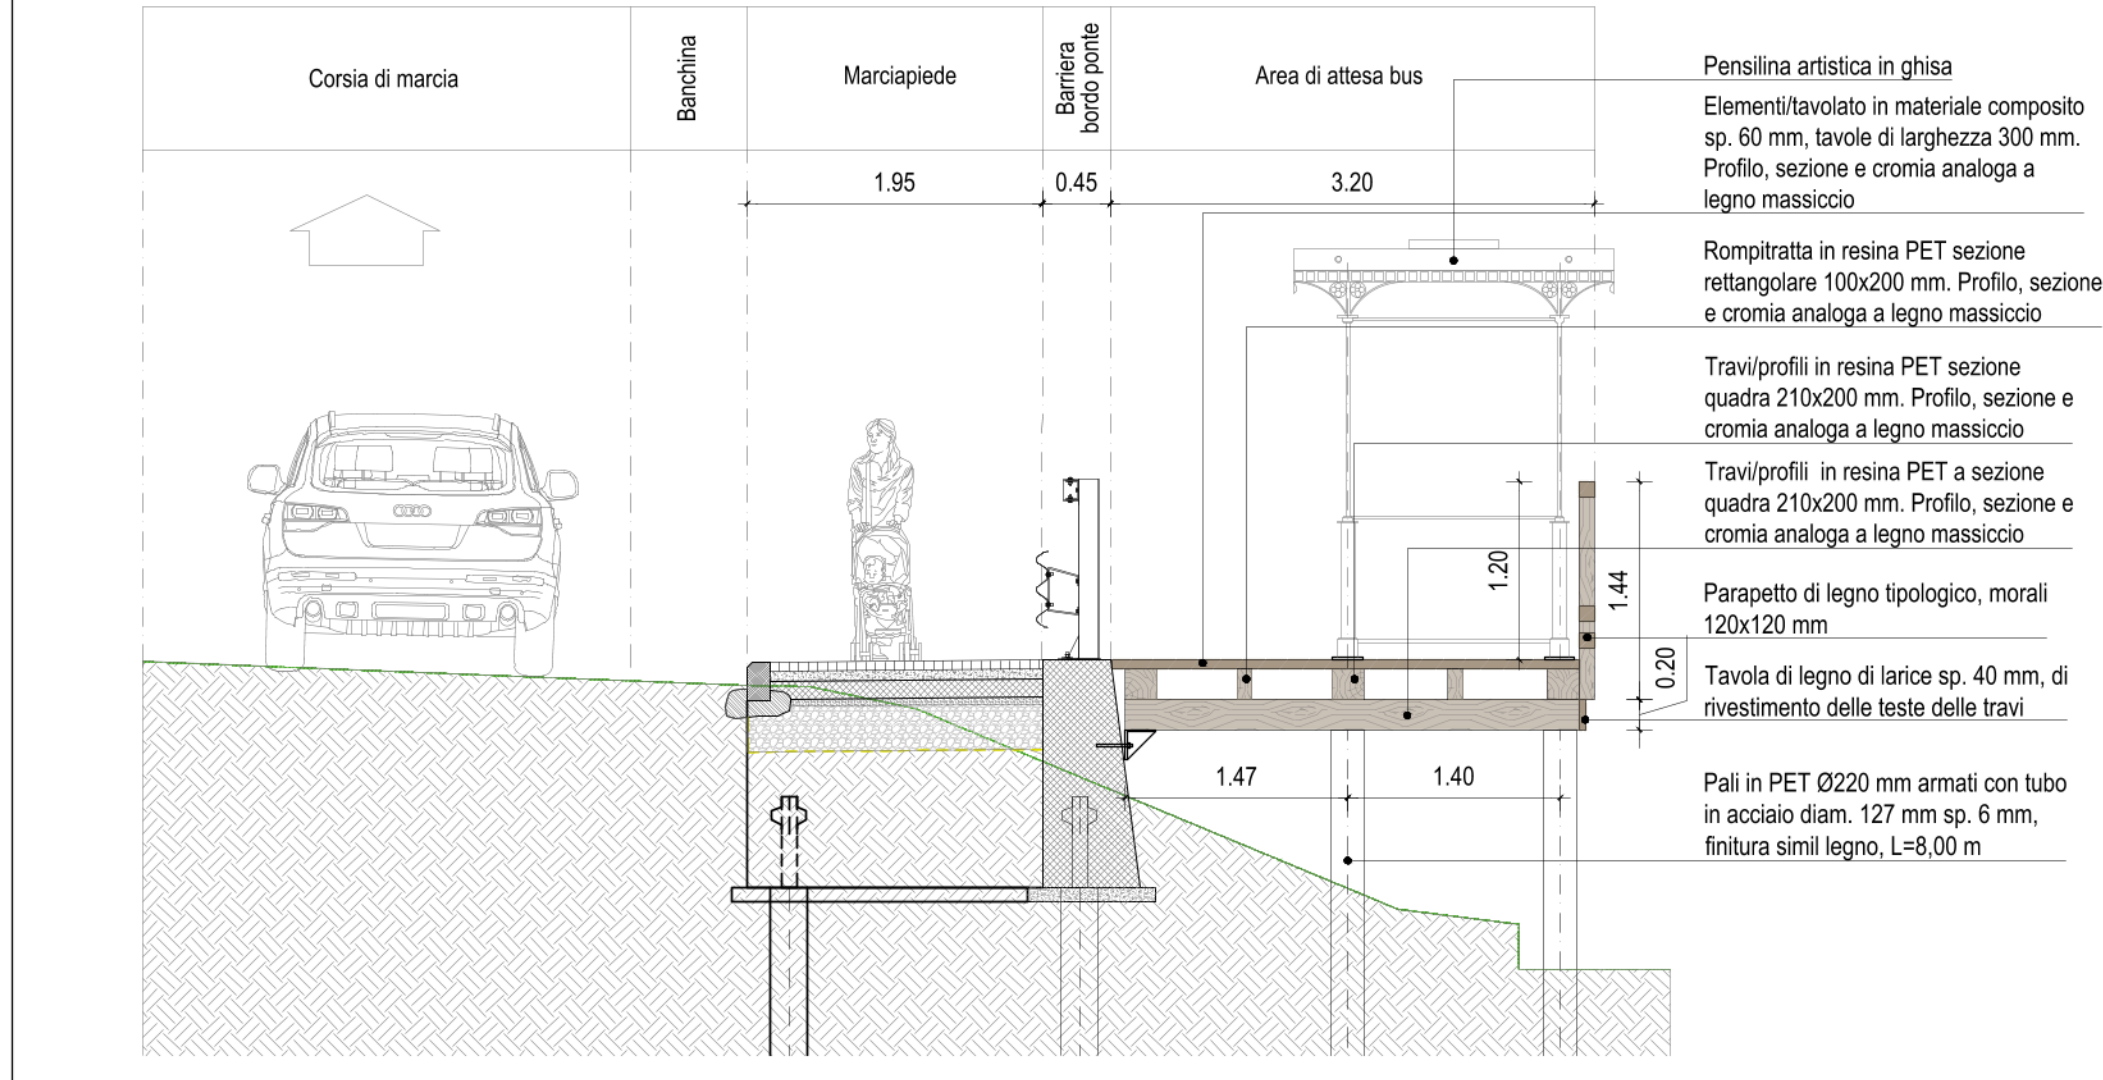 Corsia di marcia
Banchina
Marciapiede
Barriera
bordo ponte
Area di attesa bus
1.95
0.45
3.20
Pensilina artistica in ghisa
Elementi/tavolato in materiale composito
sp. 60 mm, tavole di larghezza 300 mm.
Profilo, sezione e cromia analoga a
legno massiccio
Rompitratta in resina PET sezione
rettangolare 100x200 mm. Profilo, sezione
e cromia analoga a legno massiccio
Travi/profili in resina PET sezione
quadra 210x200 mm. Profilo, sezione e
cromia analoga a legno massiccio
Travi/profili  in resina PET a sezione
quadra 210x200 mm. Profilo, sezione e
cromia analoga a legno massiccio
1.20
1.44
0.20
Parapetto di legno tipologico, morali
120x120 mm
Tavola di legno di larice sp. 40 mm, di
rivestimento delle teste delle travi
1.47
1.40
Pali in PET Ø220 mm armati con tubo
in acciaio diam. 127 mm sp. 6 mm,
finitura simil legno, L=8,00 m